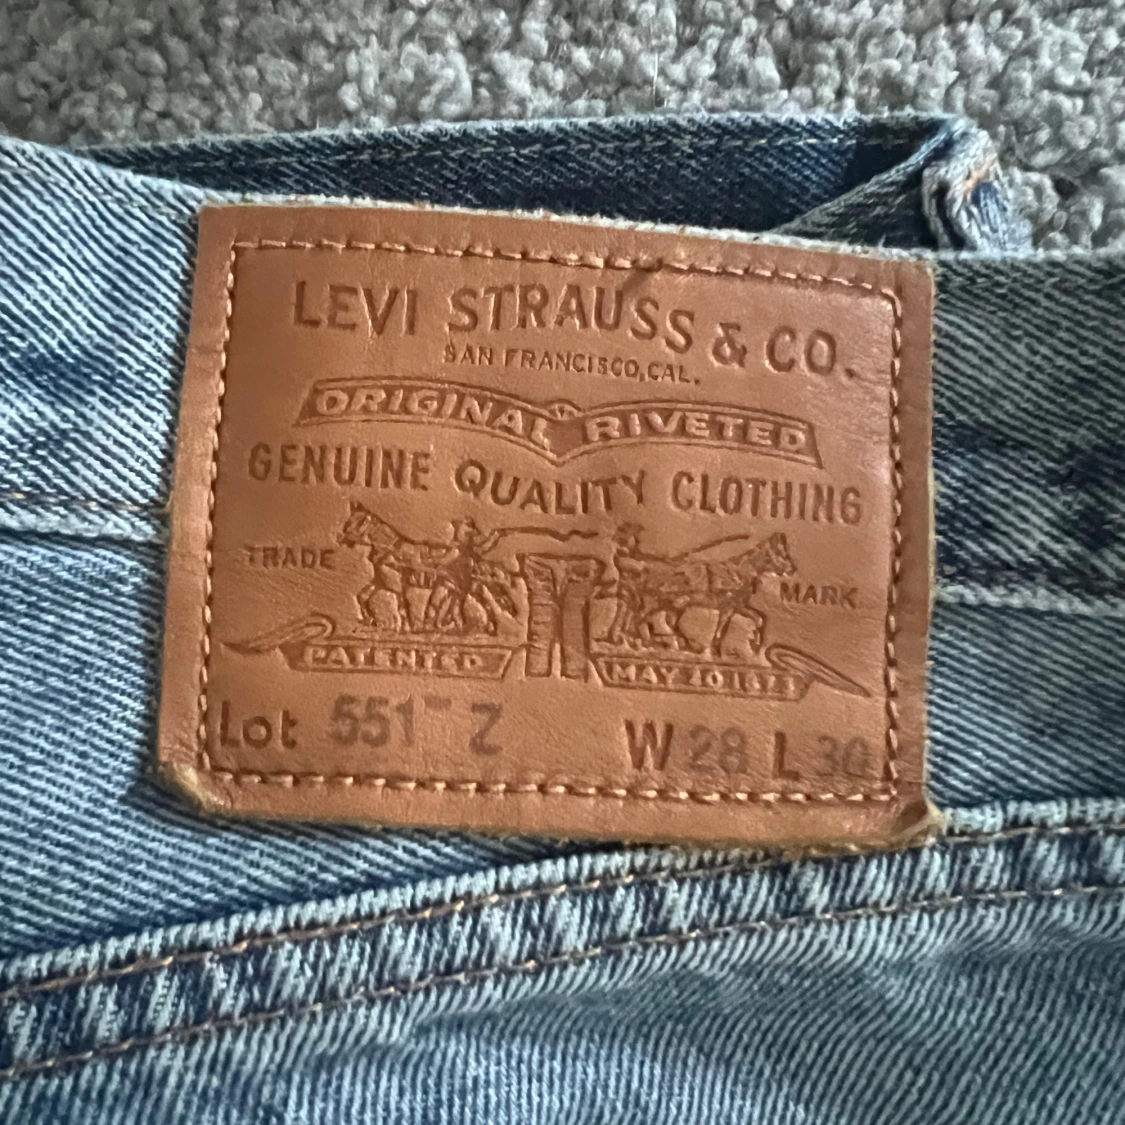 LEVI STRAUSS & CO.
SAN FRANCISCO, CAL.
ORIGINAL RIVETED
GENUINE QUALITY CLOTHING
TRADE MARK
PATENTED MAY 20 1873
Lot 551™ Z W 28 L 30